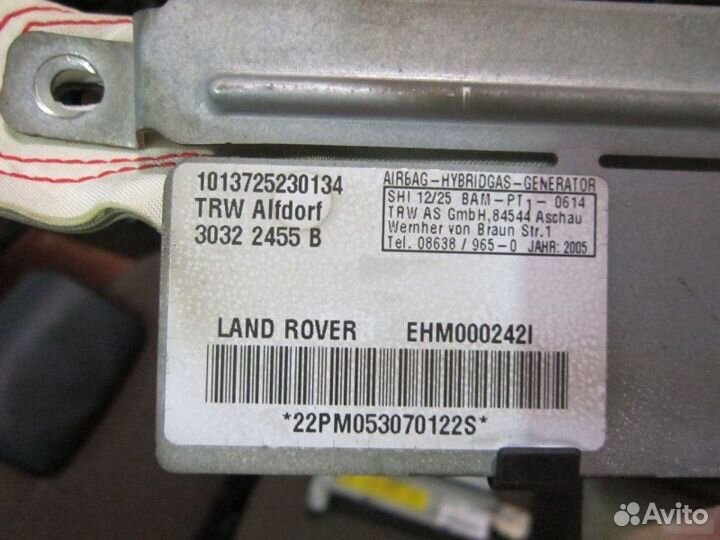 1013725230134
TRW Alfdorf
3032 2455 B
AIRBAG-HYBRIDGAS-GENERATOR
SHI 12/25 BAM-PT1-0614
TRW AS GmbH,84544 Aschau
Wernher von Braun Str.1
Tel. 08638 / 965-0 JAHR: 2005
LAND ROVER EHM000242I
*22PM053070122S*
Avito